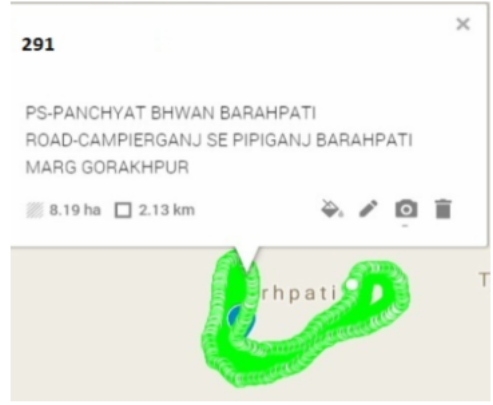 291
PS-PANCHYAT BHWAN BARAHPATI
ROAD-CAMPIERGANJ SE PIPIGANJ BARAHPATI
MARG GORAKHPUR
8.19 ha 2.13 km
rhpati
T